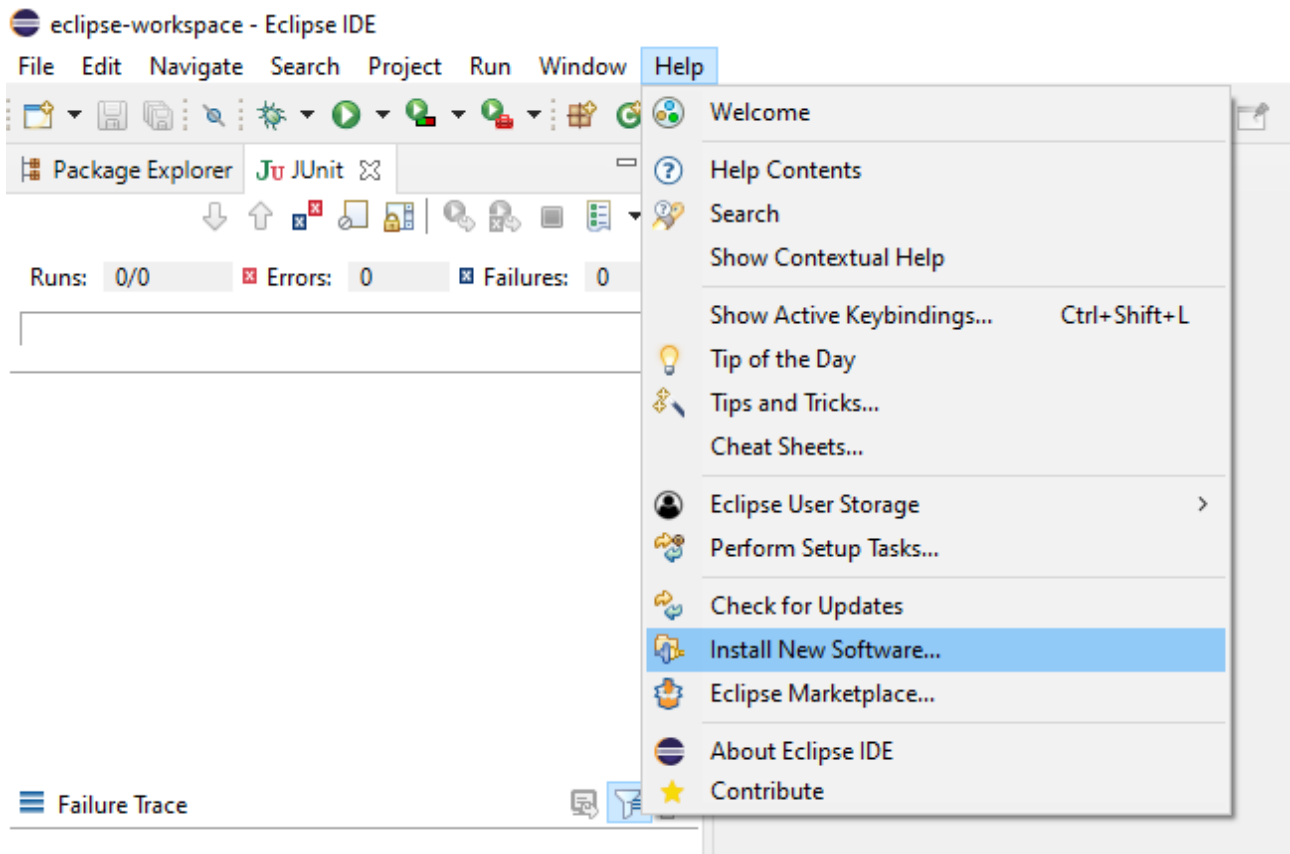 eclipse-workspace - Eclipse IDE
File Edit Navigate Search Project Run Window Help
Package Explorer JU JUnit
Runs: 0/0 Errors: 0 Failures: 0
Failure Trace
Welcome
Help Contents
Search
Show Contextual Help
Show Active Keybindings... Ctrl+Shift+L
Tip of the Day
Tips and Tricks...
Cheat Sheets...
Eclipse User Storage
Perform Setup Tasks...
Check for Updates
Install New Software...
Eclipse Marketplace...
About Eclipse IDE
Contribute